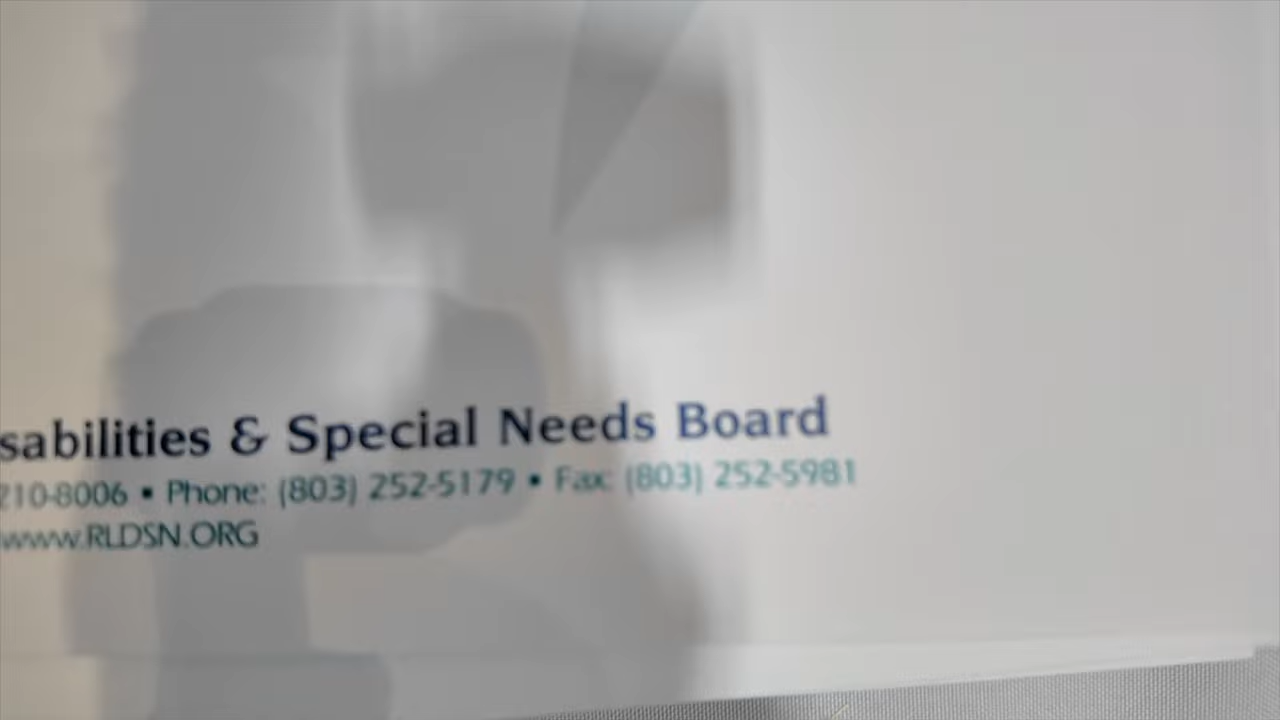 sabilities & Special Needs Board
210-8006 ▪ Phone: (803) 252-5179 ▪ Fax: (803) 252-5981
www.RLDSN.ORG